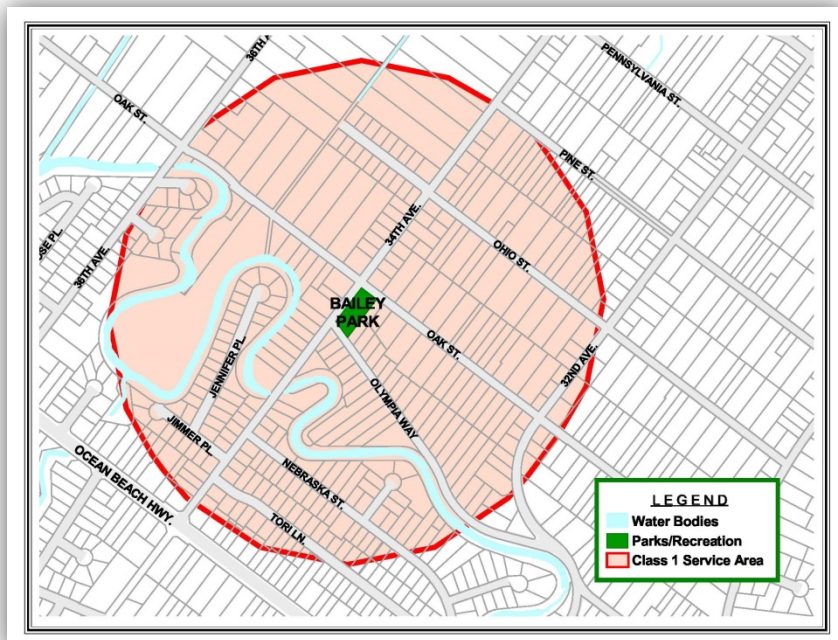 36TH AVE.
PENNSYLVANIA ST.
OAK ST.
PINE ST.
34TH AVE.
OHIO ST.
36TH AVE.
BAILEY
PARK
OAK ST.
32ND AVE.
JENNIFER PL.
OLYMPIA WAY
JIMMER PL.
NEBRASKA ST.
OCEAN BEACH HWY.
TORI LN.
LEGEND
Water Bodies
Parks/Recreation
Class 1 Service Area